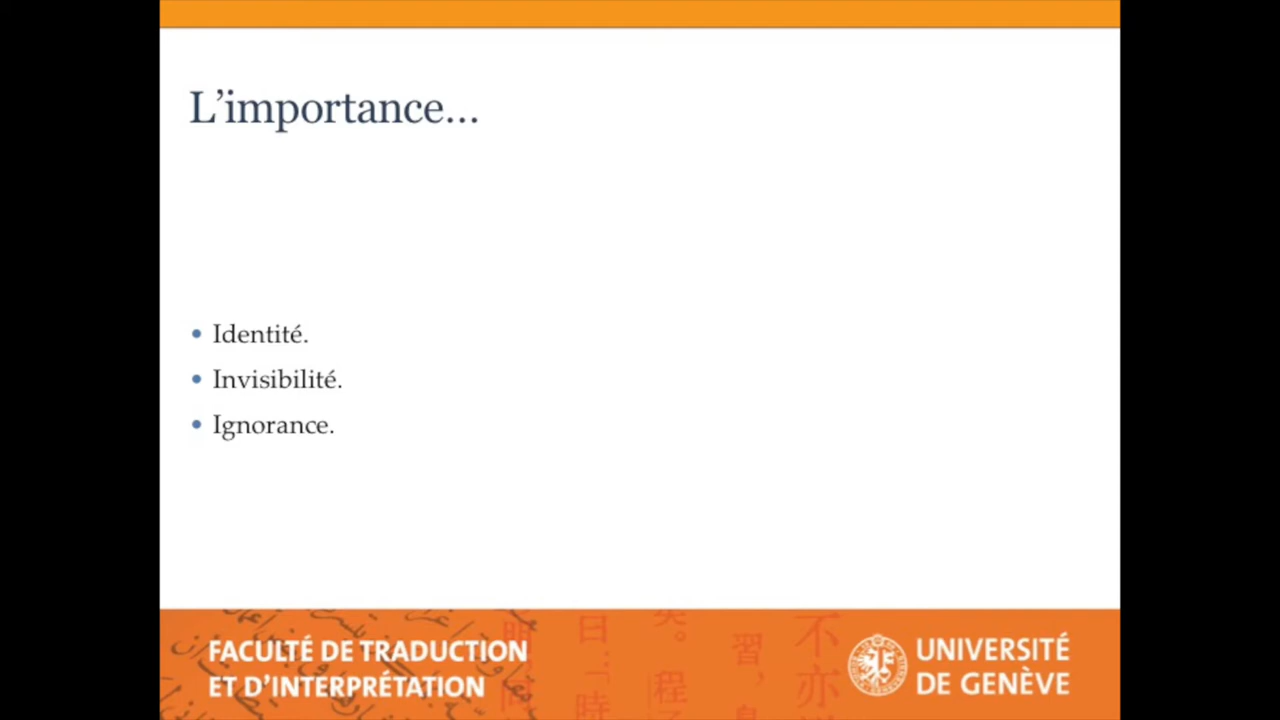 L’importance…
• Identité.
• Invisibilité.
• Ignorance.
FACULTÉ DE TRADUCTION
ET D’INTERPRÉTATION
UNIVERSITÉ
DE GENÈVE